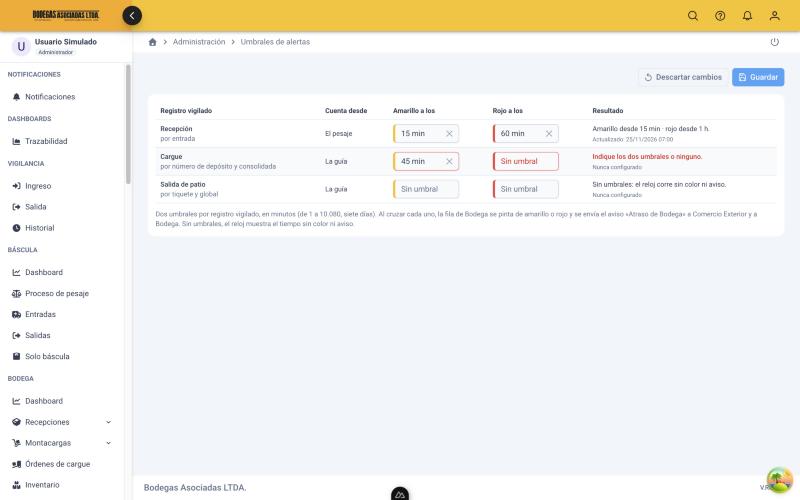 BODEGAS ASOCIADAS LTDA.
U
Usuario Simulado
Administrador
Administración
Umbrales de alertas
NOTIFICACIONES
Notificaciones
DASHBOARDS
Trazabilidad
VIGILANCIA
Ingreso
Salida
Historial
BÁSCULA
Dashboard
Proceso de pesaje
Entradas
Salidas
Solo báscula
BODEGA
Dashboard
Recepciones
Montacargas
Órdenes de cargue
Inventario
Descartar cambios
Guardar
Registro vigilado Cuenta desde Amarillo a los Rojo a los Resultado
Recepción
por entrada
El pesaje
15 min
60 min
Amarillo desde 15 min · rojo desde 1 h.
Actualizado: 25/11/2026 07:00
Cargue
por número de depósito y consolidada
La guía
45 min
Sin umbral
Indique los dos umbrales o ninguno.
Nunca configurado
Salida de patio
por tiquete y global
La guía
Sin umbral
Sin umbral
Sin umbrales: el reloj corre sin color ni aviso.
Nunca configurado
Dos umbrales por registro vigilado, en minutos (de 1 a 10.080, siete días). Al cruzar cada uno, la fila de Bodega se pinta de amarillo o rojo y se envía el aviso «Atraso de Bodega» a Comercio Exterior y a
Bodega. Sin umbrales, el reloj muestra el tiempo sin color ni aviso.
Bodegas Asociadas LTDA.